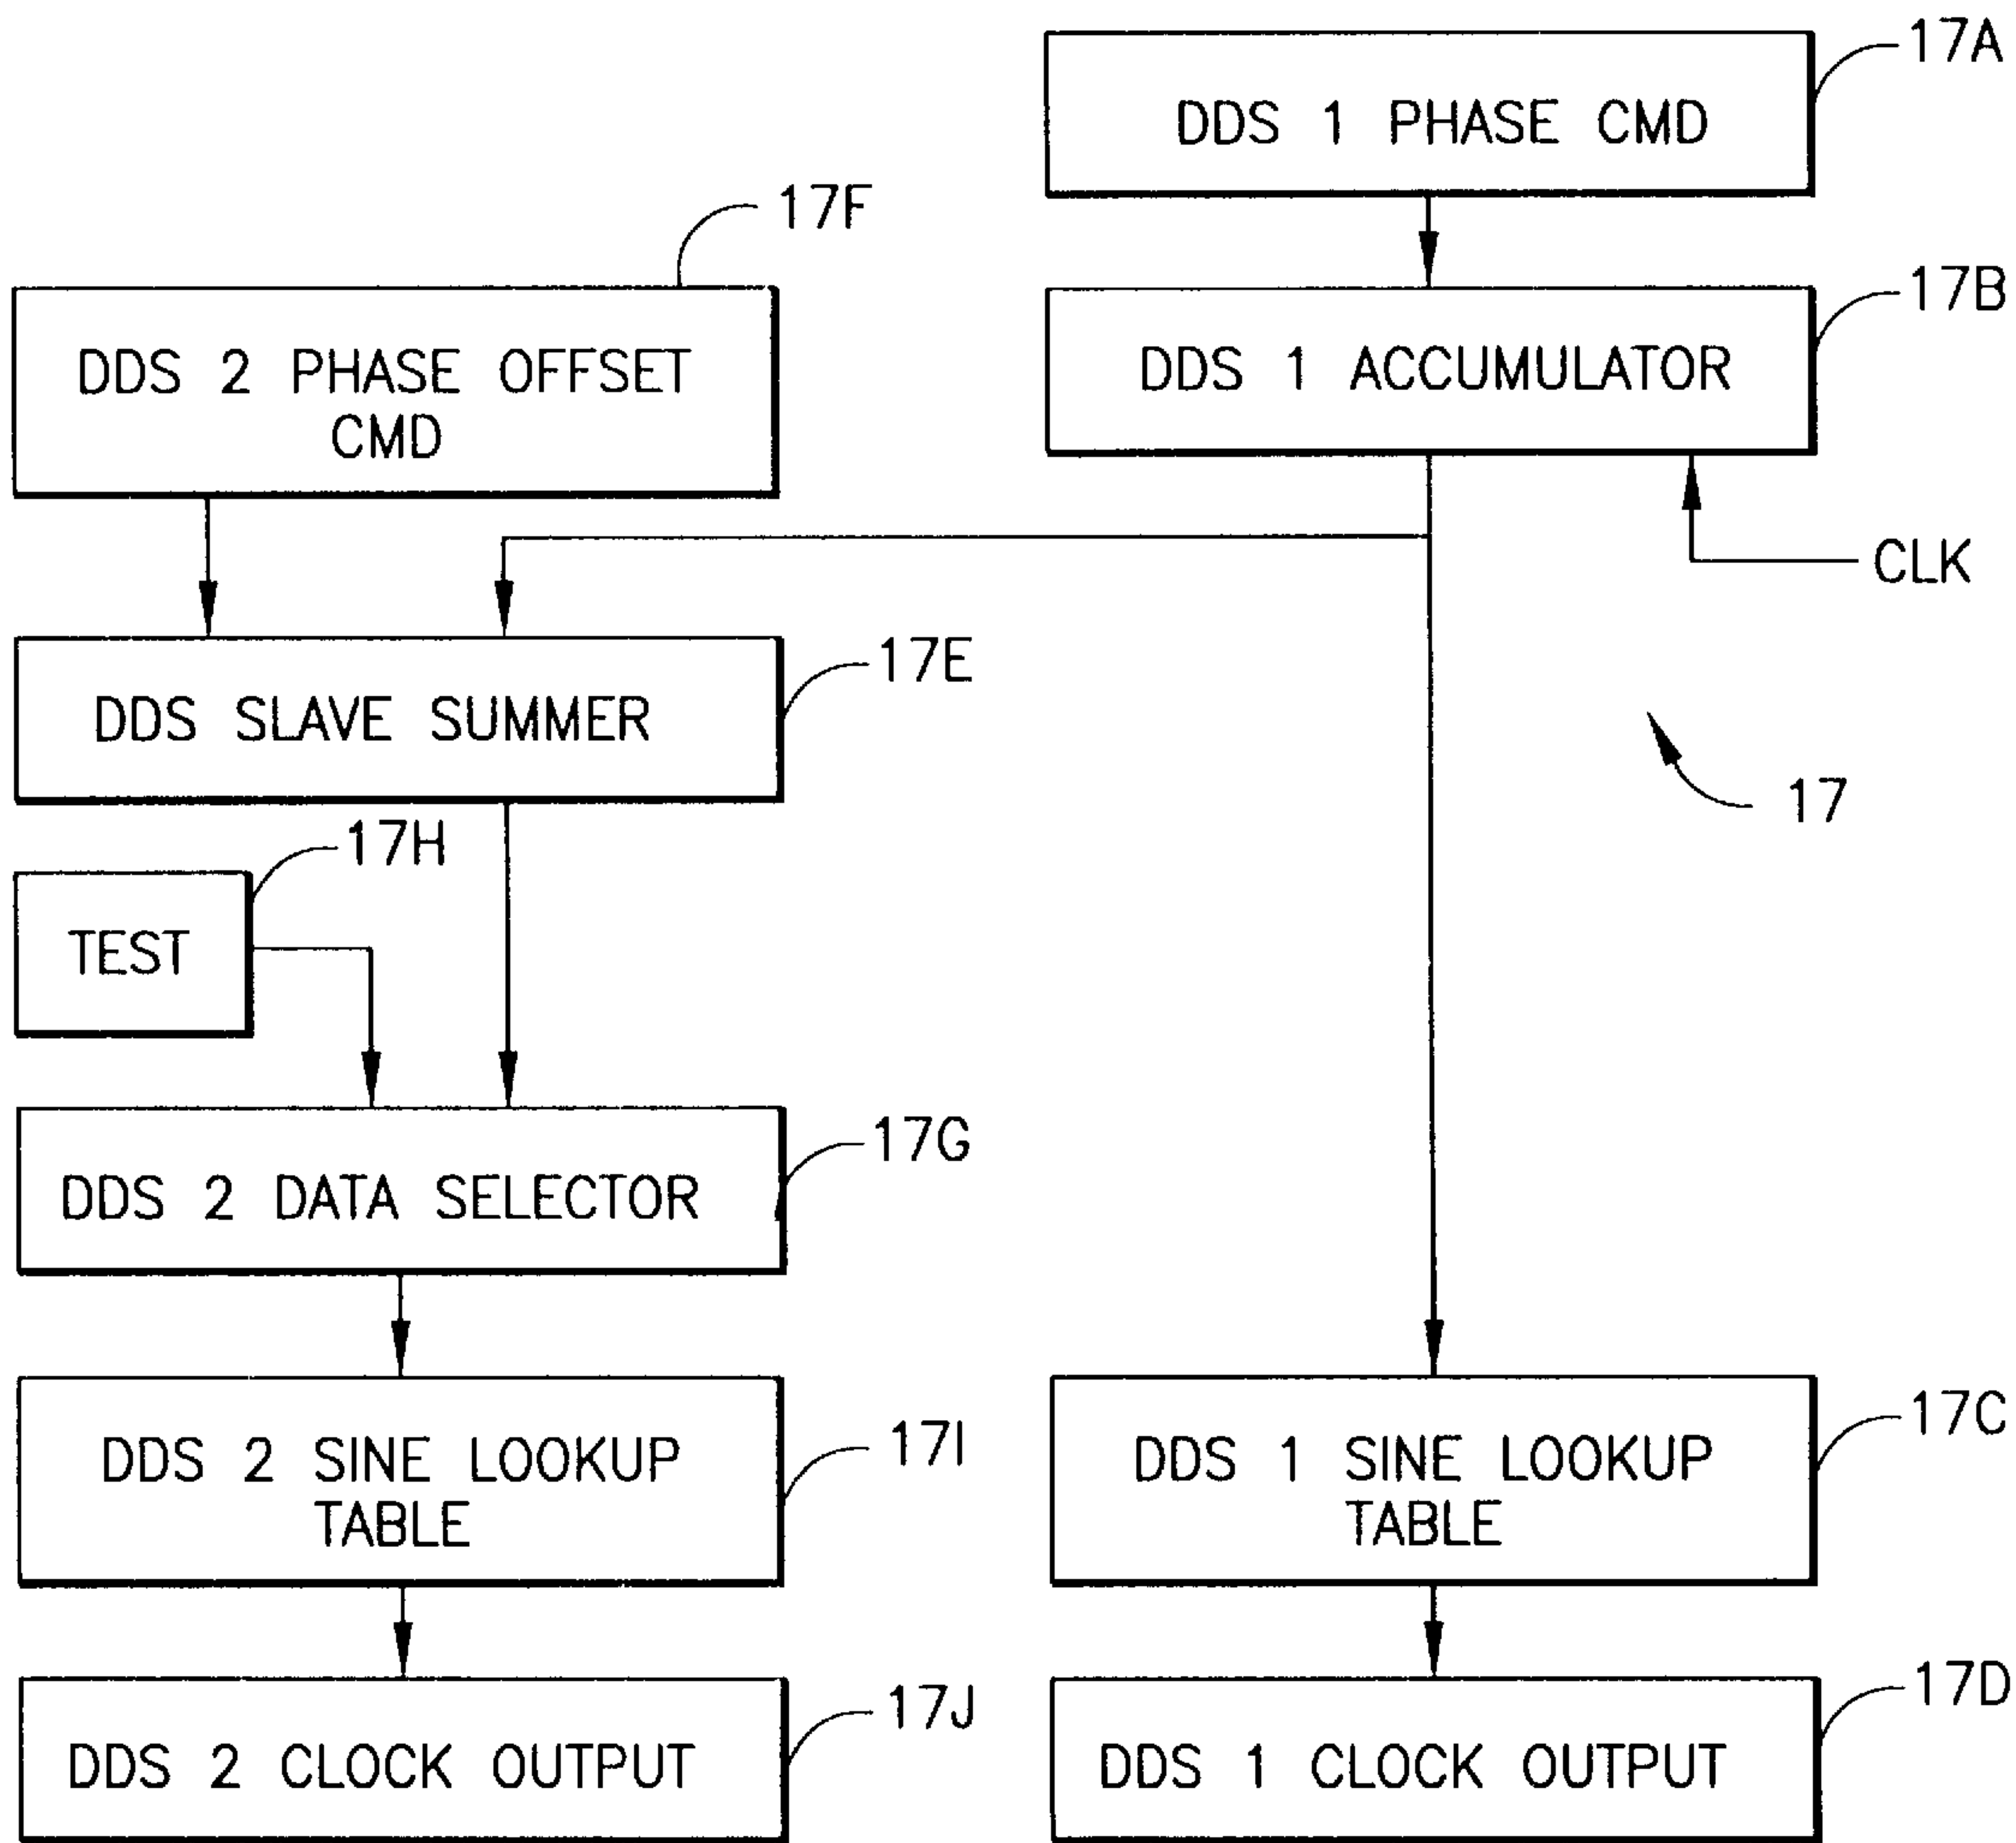 17A
DDS 1 PHASE CMD
17F
17B
DDS 2 PHASE OFFSET
CMD
DDS 1 ACCUMULATOR
CLK
17E
DDS SLAVE SUMMER
17
17H
TEST
17G
DDS 2 DATA SELECTOR
17I
DDS 2 SINE LOOKUP
TABLE
17C
DDS 1 SINE LOOKUP
TABLE
17J
DDS 2 CLOCK OUTPUT
17D
DDS 1 CLOCK OUTPUT